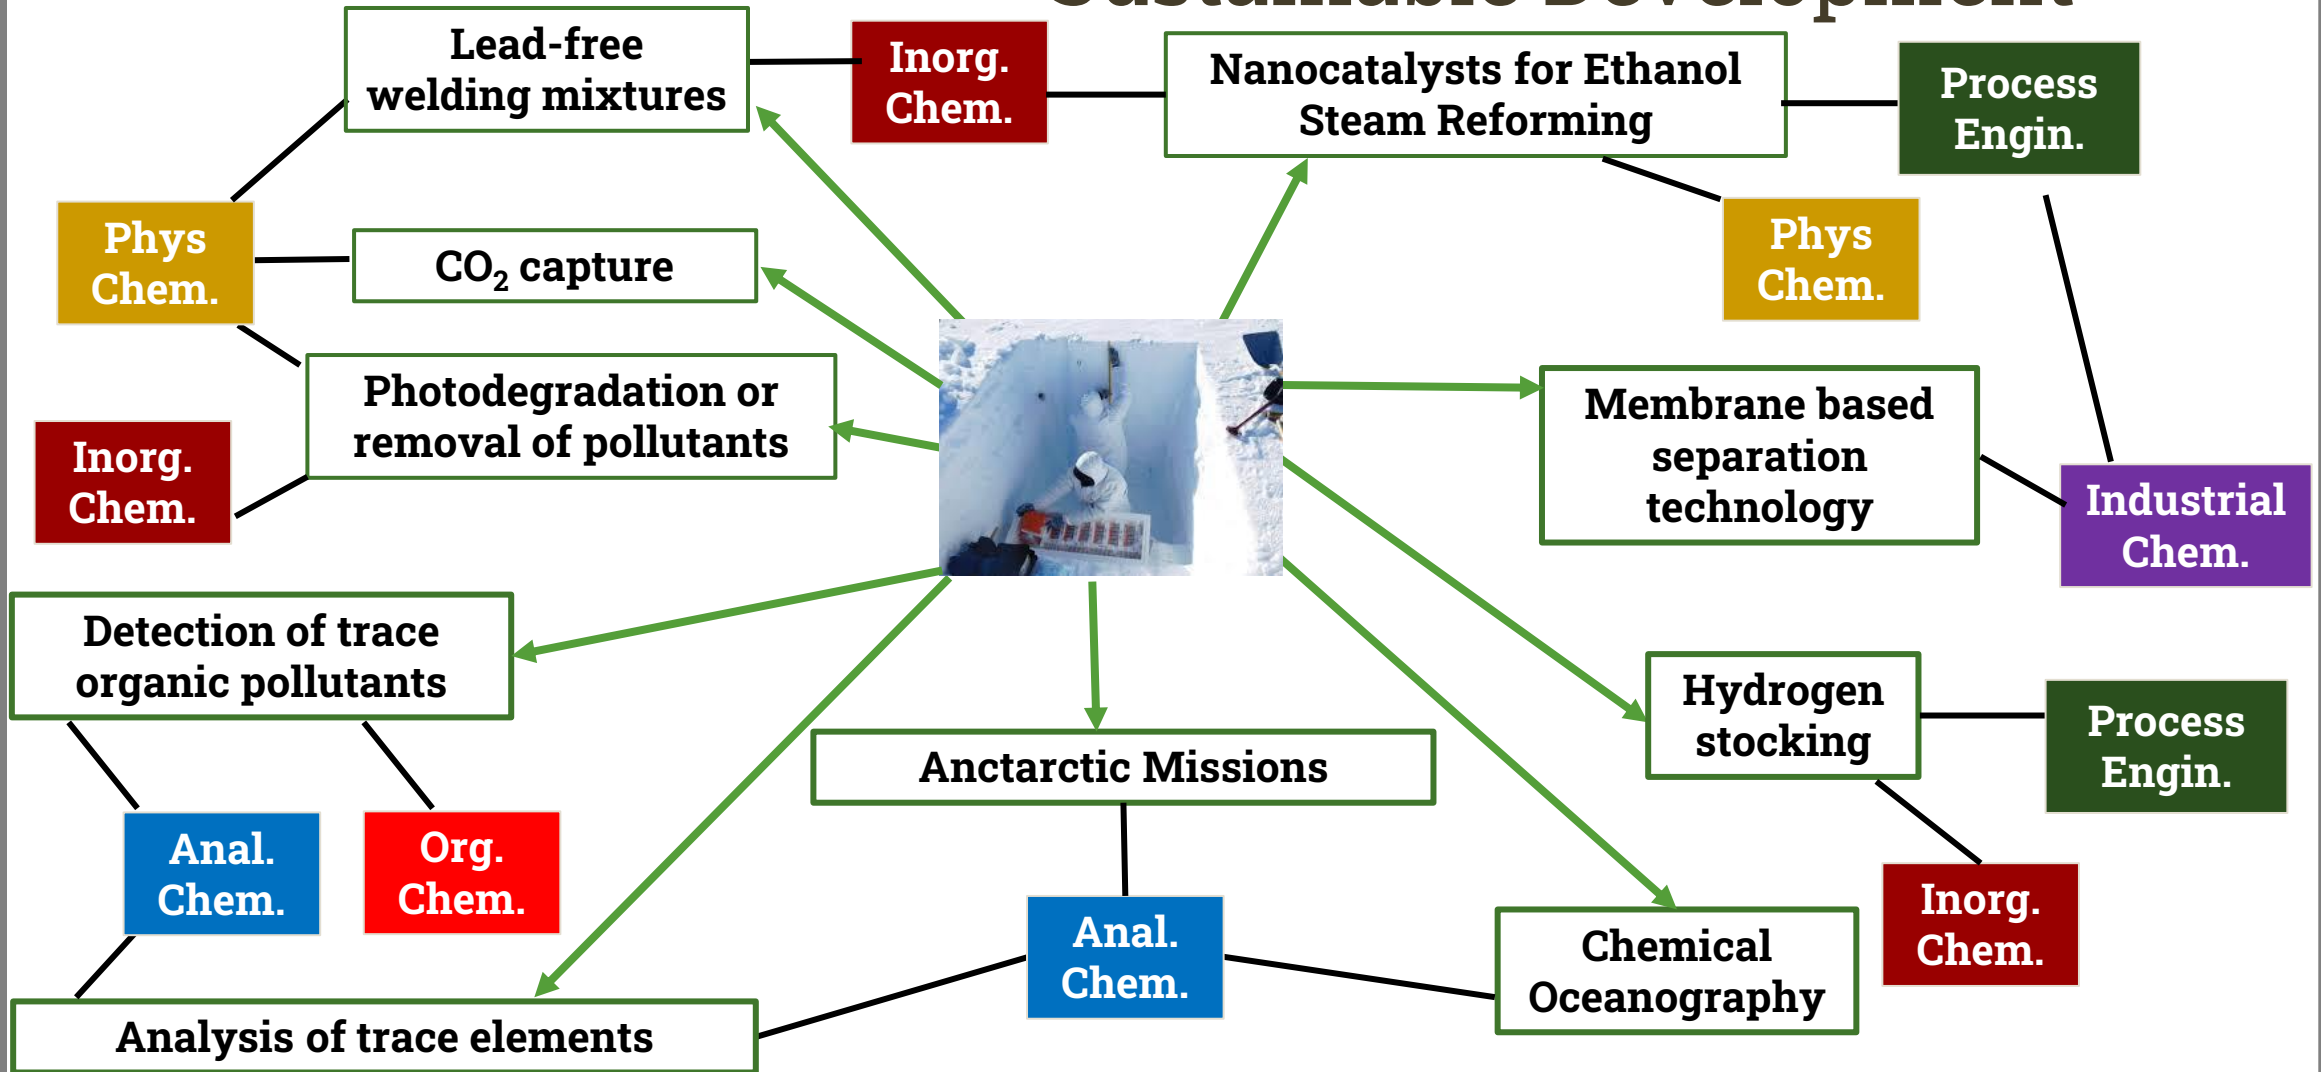 Sustainable Development
Lead-free
welding mixtures
Inorg.
Chem.
Nanocatalysts for Ethanol
Steam Reforming
Process
Engin.
Phys
Chem.
CO₂ capture
Phys
Chem.
Photodegradation or
removal of pollutants
Inorg.
Chem.
Membrane based
separation
technology
Industrial
Chem.
Detection of trace
organic pollutants
Hydrogen
stocking
Process
Engin.
Anctarctic Missions
Anal.
Chem.
Org.
Chem.
Anal.
Chem.
Inorg.
Chem.
Chemical
Oceanography
Analysis of trace elements